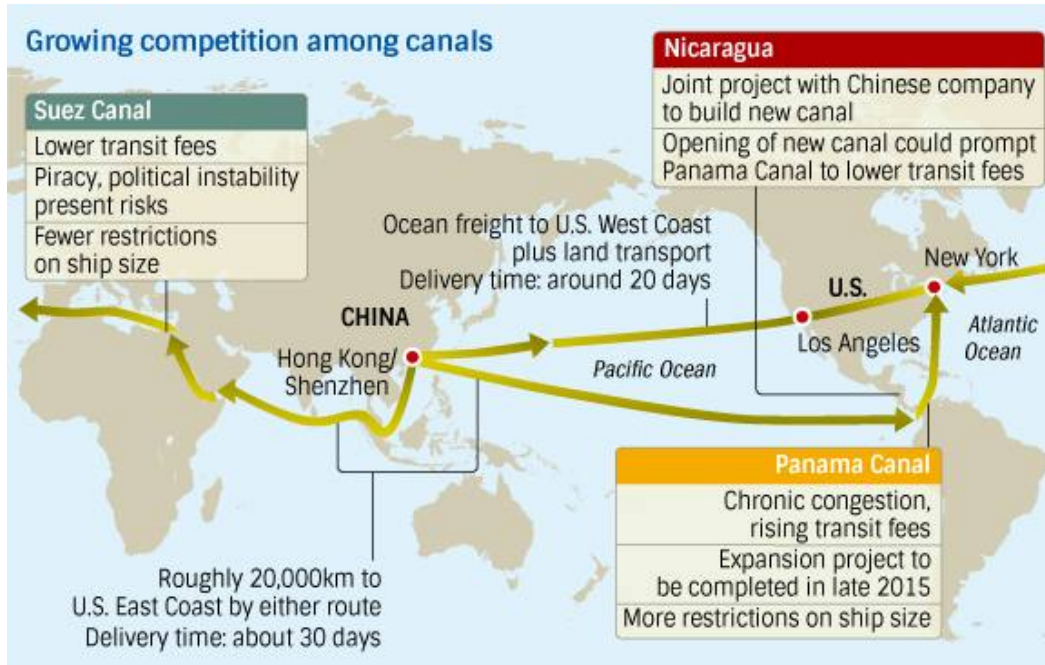 Growing competition among canals
Suez Canal
Lower transit fees
Piracy, political instability
present risks
Fewer restrictions
on ship size
Nicaragua
Joint project with Chinese company
to build new canal
Opening of new canal could prompt
Panama Canal to lower transit fees
Ocean freight to U.S. West Coast
plus land transport
Delivery time: around 20 days
New York
U.S.
Los Angeles
Atlantic
Ocean
CHINA
Hong Kong/
Shenzhen
Pacific Ocean
Panama Canal
Chronic congestion,
rising transit fees
Expansion project to
be completed in late 2015
More restrictions on ship size
Roughly 20,000km to
U.S. East Coast by either route
Delivery time: about 30 days